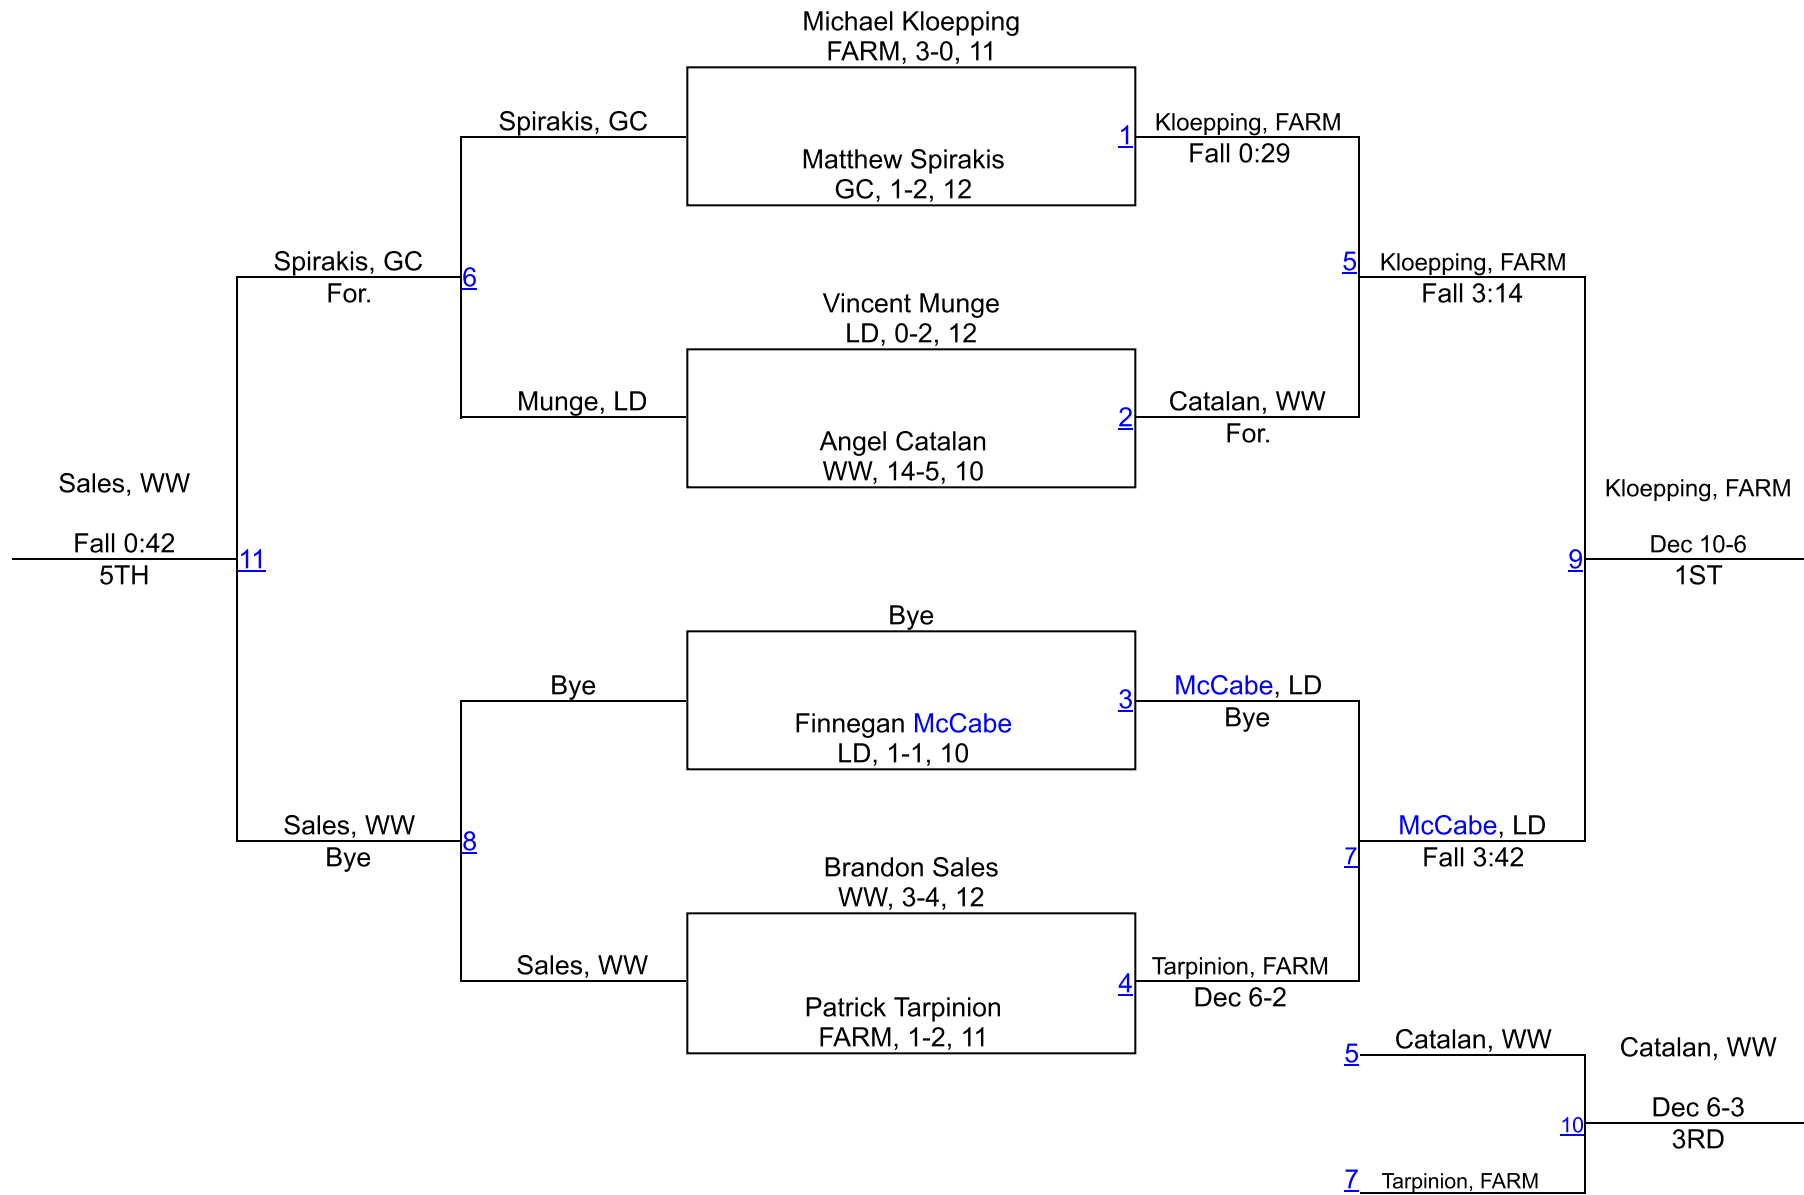 Michael Kloepping
FARM, 3-0, 11
Spirakis, GC
1
Kloepping, FARM
Fall 0:29
Matthew Spirakis
GC, 1-2, 12
Spirakis, GC
For.
6
5
Kloepping, FARM
Fall 3:14
Vincent Munge
LD, 0-2, 12
Munge, LD
2
Catalan, WW
For.
Angel Catalan
WW, 14-5, 10
Sales, WW
Fall 0:42
5TH
11
Kloepping, FARM
9
Dec 10-6
1ST
Bye
Bye
3
McCabe, LD
Bye
Finnegan McCabe
LD, 1-1, 10
Sales, WW
Bye
8
7
McCabe, LD
Fall 3:42
Brandon Sales
WW, 3-4, 12
Sales, WW
4
Tarpinion, FARM
Dec 6-2
Patrick Tarpinion
FARM, 1-2, 11
5
Catalan, WW
Catalan, WW
10
Dec 6-3
3RD
7
Tarpinion, FARM